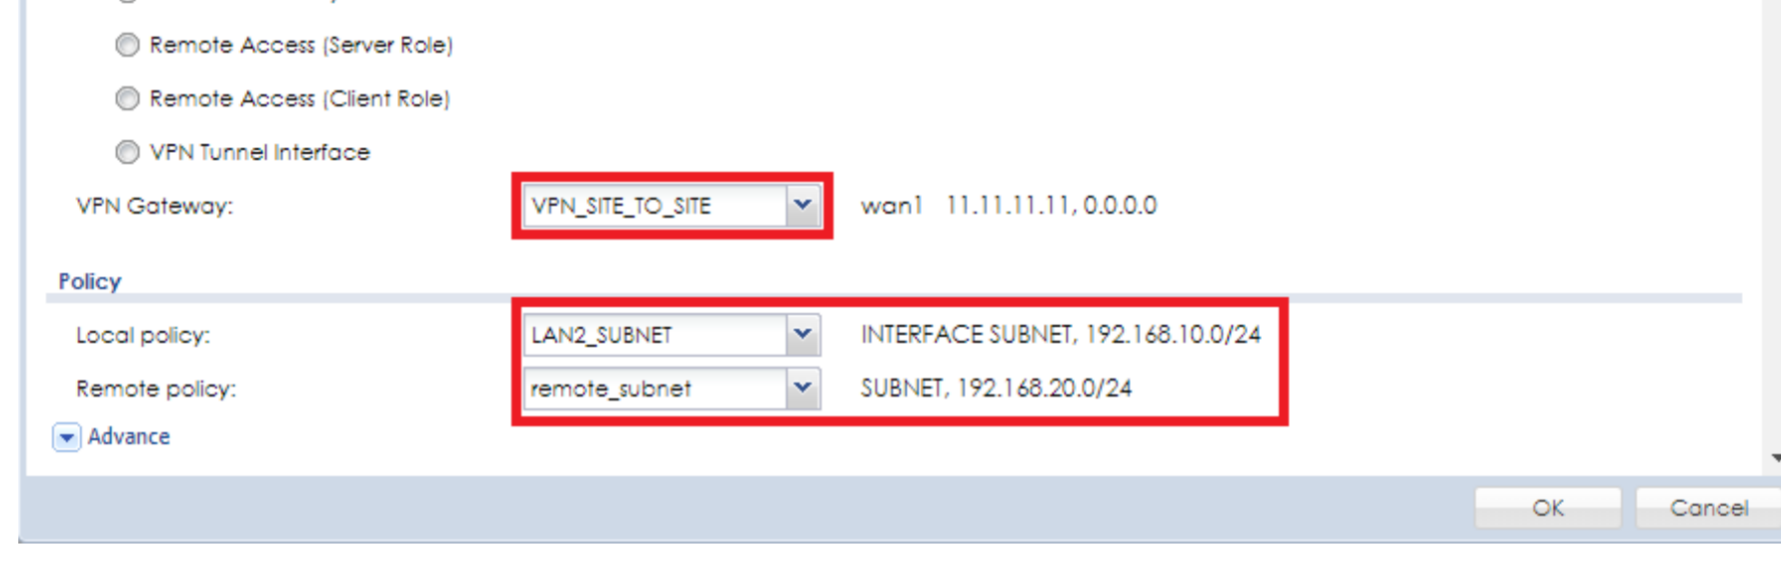 Remote Access (Server Role)
Remote Access (Client Role)
VPN Tunnel Interface
VPN Gateway: VPN_SITE_TO_SITE wan1 11.11.11.11, 0.0.0.0
Policy
Local policy: LAN2_SUBNET INTERFACE SUBNET, 192.168.10.0/24
Remote policy: remote_subnet SUBNET, 192.168.20.0/24
Advance
OK Cancel